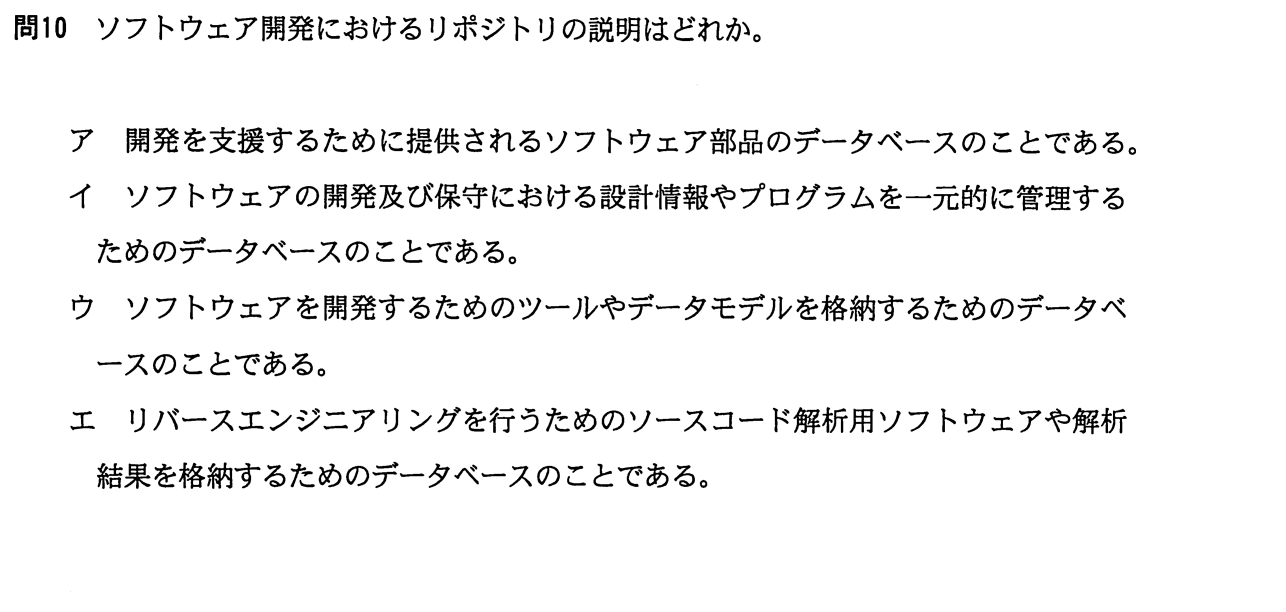 問10　ソフトウェア開発におけるリポジトリの説明はどれか。
ア　開発を支援するために提供されるソフトウェア部品のデータベースのことである。
イ　ソフトウェアの開発及び保守における設計情報やプログラムを一元的に管理する
ためのデータベースのことである。
ウ　ソフトウェアを開発するためのツールやデータモデルを格納するためのデータベ
ースのことである。
エ　リバースエンジニアリングを行うためのソースコード解析用ソフトウェアや解析
結果を格納するためのデータベースのことである。